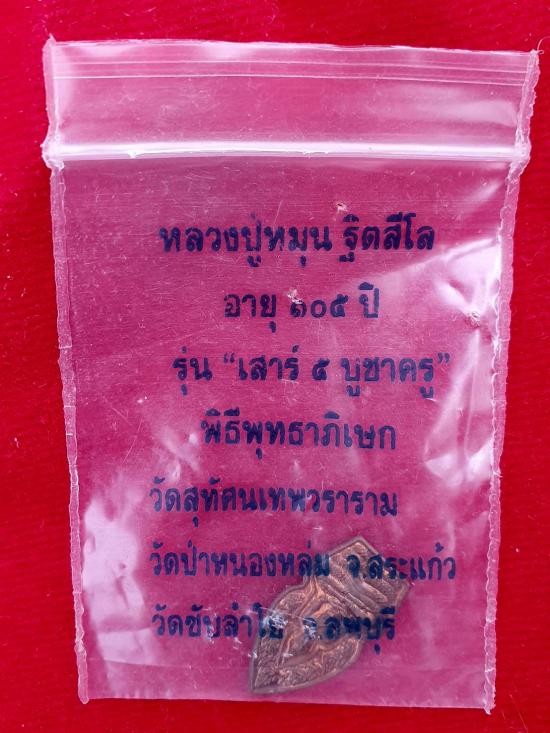 หลวงปู่หมุน ฐิตสีโล
อายุ ๑๐๕ ปี
รุ่น “เสาร์ ๕ บูชาครู”
พิธีพุทธาภิเษก
วัดสุทัศนเทพวราราม
วัดป่าหนองหล่ม จ.สระแก้ว
วัดซับลำใย จ.ลพบุรี